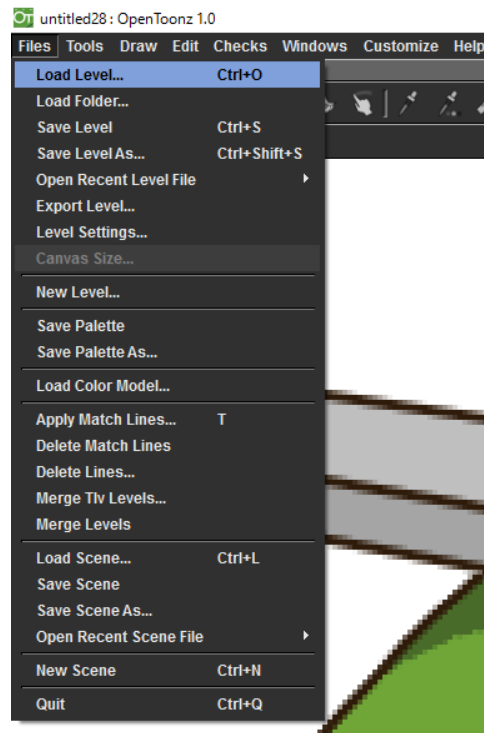 OT untitled28 : OpenToonz 1.0
Files Tools Draw Edit Checks Windows Customize Help
Load Level... Ctrl+O
Load Folder...
Save Level Ctrl+S
Save Level As... Ctrl+Shift+S
Open Recent Level File
Export Level...
Level Settings...
Canvas Size...
New Level...
Save Palette
Save Palette As...
Load Color Model...
Apply Match Lines... T
Delete Match Lines
Delete Lines...
Merge Tlv Levels...
Merge Levels
Load Scene... Ctrl+L
Save Scene
Save Scene As...
Open Recent Scene File
New Scene Ctrl+N
Quit Ctrl+Q